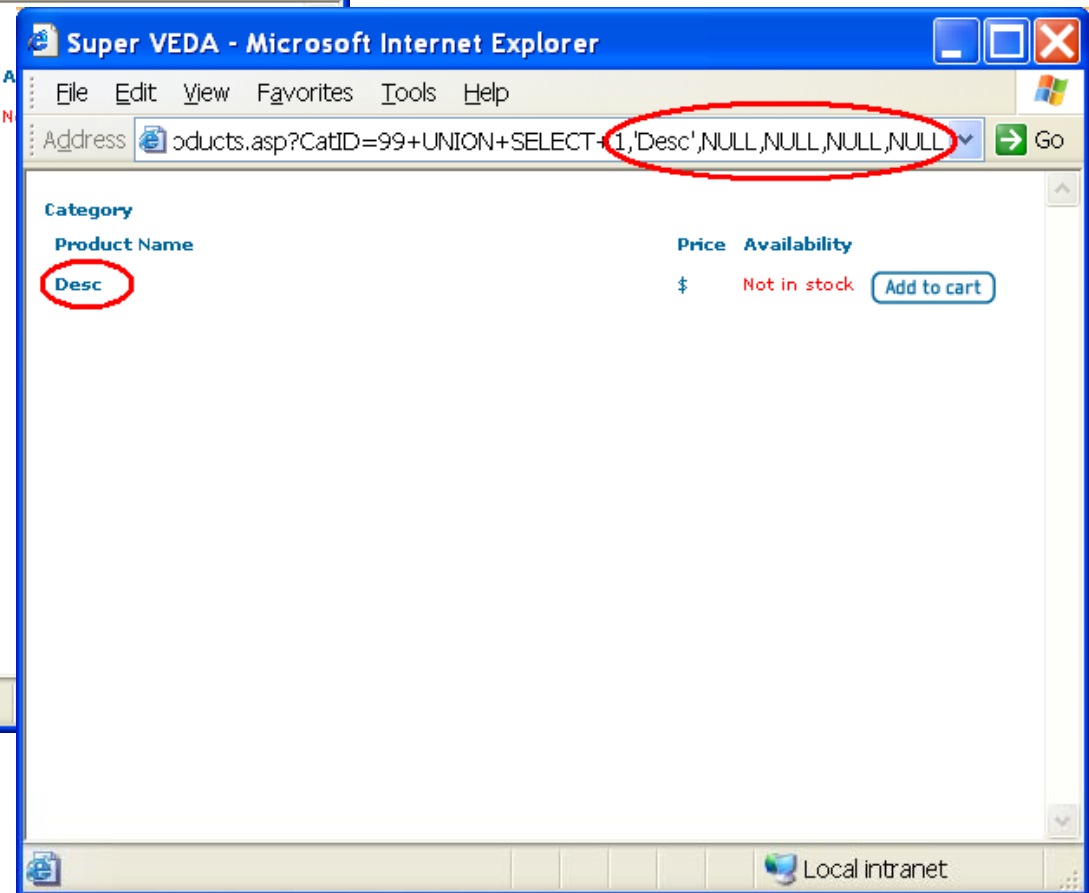 Super VEDA - Microsoft Internet Explorer
File Edit View Favorites Tools Help
Address oducts.asp?CatID=99+UNION+SELECT+1,'Desc',NULL,NULL,NULL,NULL Go
Category
Product Name Price Availability
Desc $ Not in stock Add to cart
Local intranet